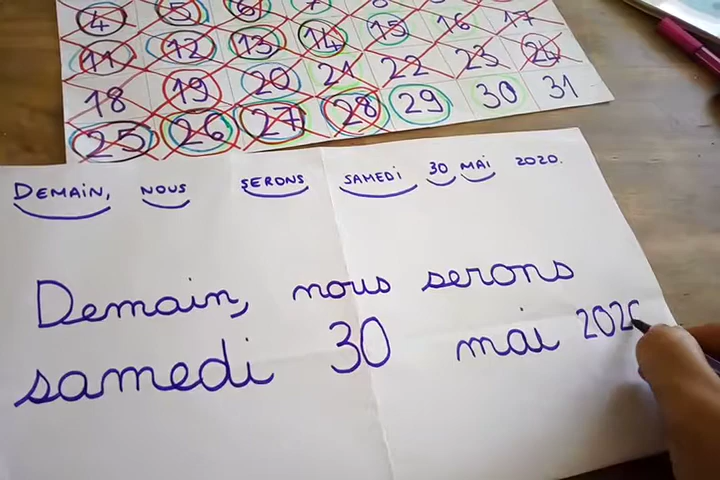 4 5 6 7 8
11 12 13 14 15 16 17
18 19 20 21 22 23 24
25 26 27 28 29 30 31
DEMAIN, NOUS SERONS SAMEDI 30 MAI 2020.
Demain, nous serons
samedi 30 mai 202